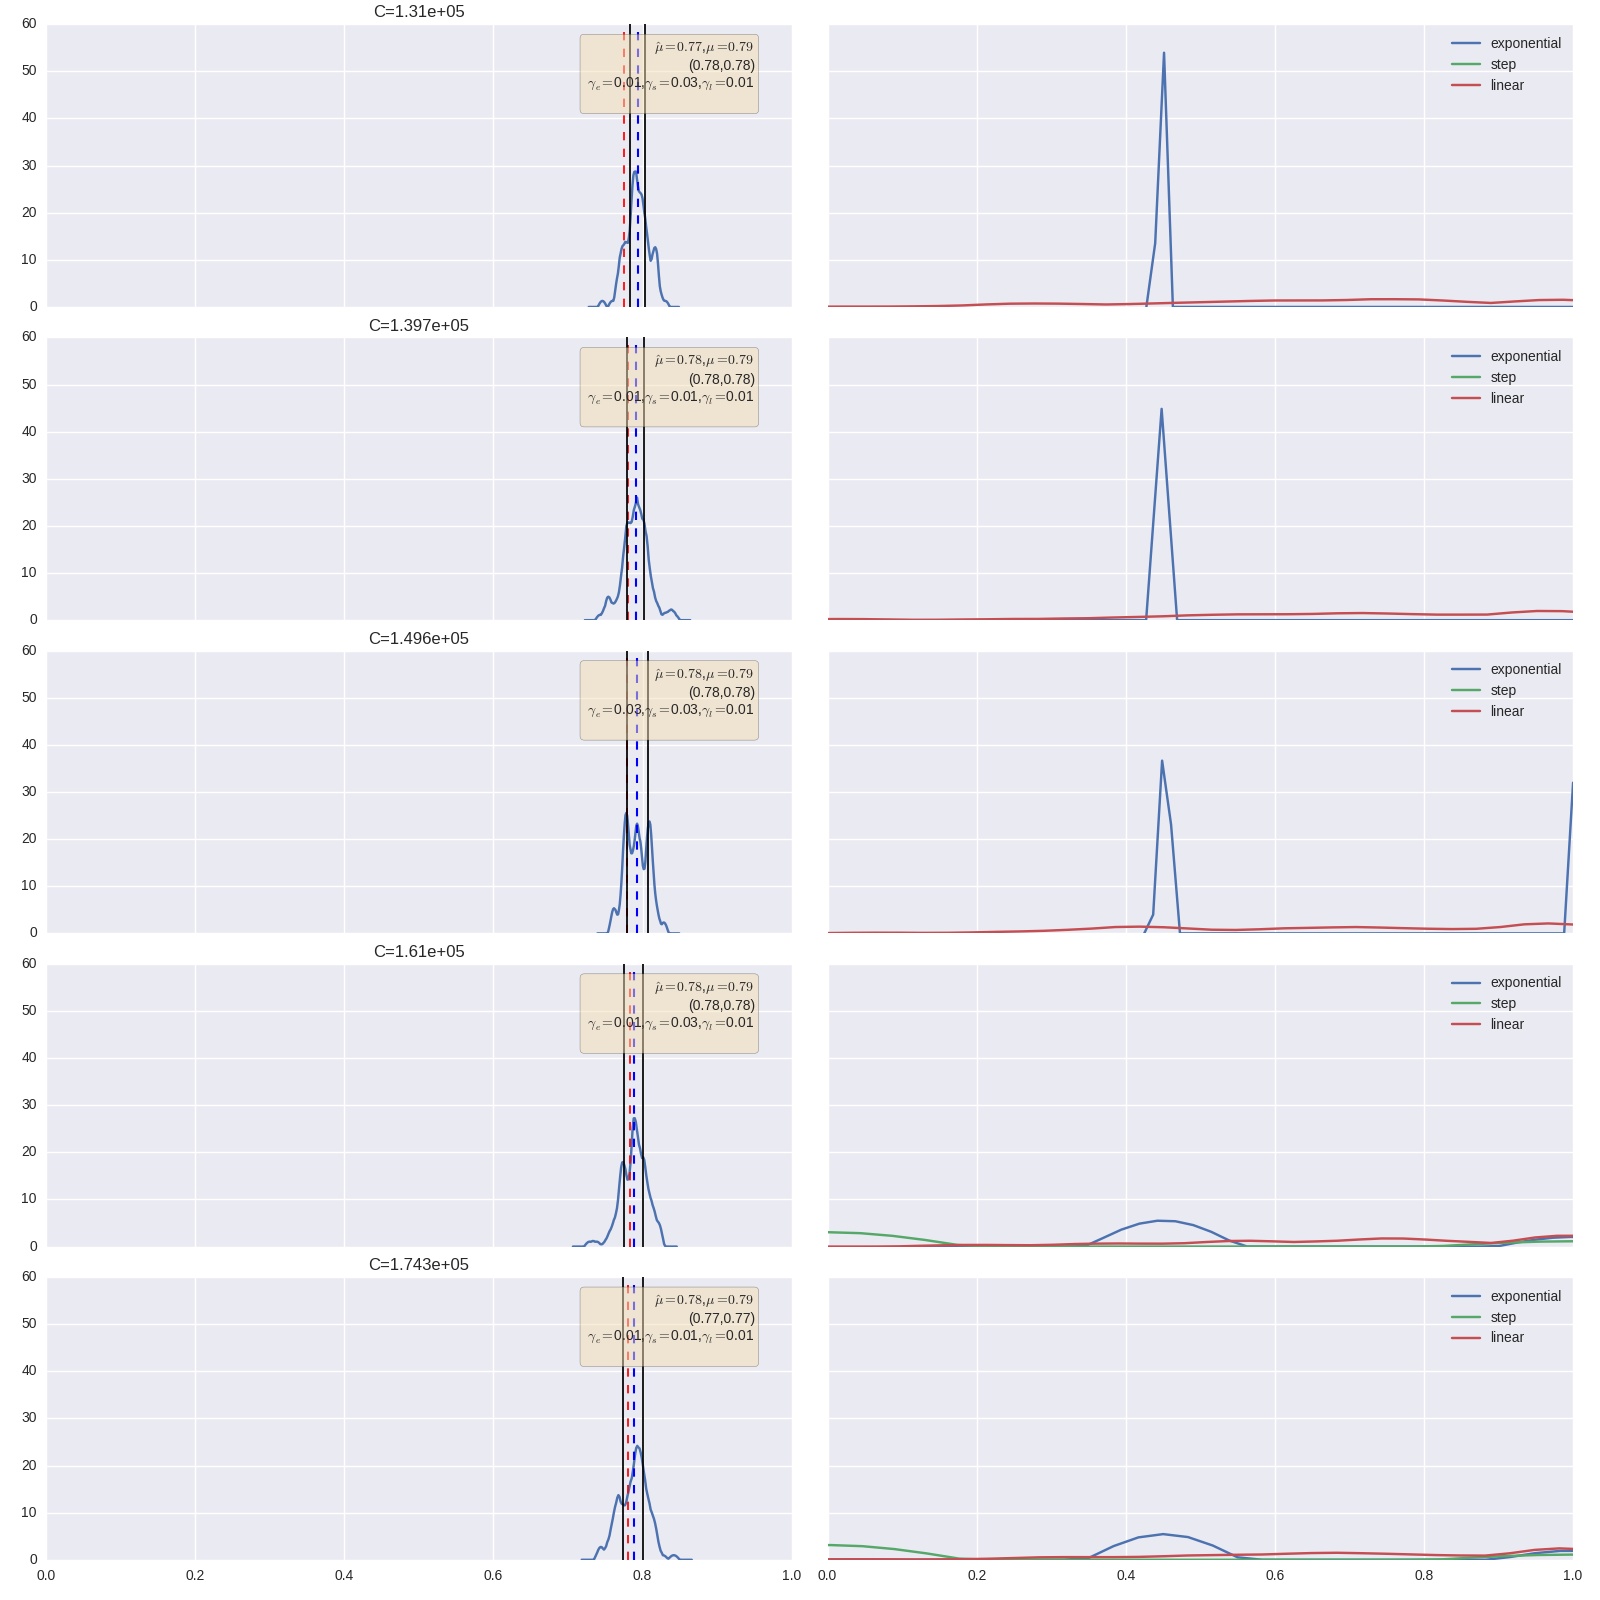 C=1.31e+05
60
50
40
30
20
10
0
μ̂=0.77,μ=0.79
(0.78,0.78)
γₑ=0.01,γₛ=0.03,γₗ=0.01
exponential
step
linear
C=1.397e+05
60
50
40
30
20
10
0
μ̂=0.78,μ=0.79
(0.78,0.78)
γₑ=0.01,γₛ=0.01,γₗ=0.01
exponential
step
linear
C=1.496e+05
60
50
40
30
20
10
0
μ̂=0.78,μ=0.79
(0.78,0.78)
γₑ=0.03,γₛ=0.03,γₗ=0.01
exponential
step
linear
C=1.61e+05
60
50
40
30
20
10
0
μ̂=0.78,μ=0.79
(0.78,0.78)
γₑ=0.01,γₛ=0.03,γₗ=0.01
exponential
step
linear
C=1.743e+05
60
50
40
30
20
10
0
μ̂=0.78,μ=0.79
(0.77,0.77)
γₑ=0.01,γₛ=0.01,γₗ=0.01
exponential
step
linear
0.0 0.2 0.4 0.6 0.8 1.0
0.0 0.2 0.4 0.6 0.8 1.0